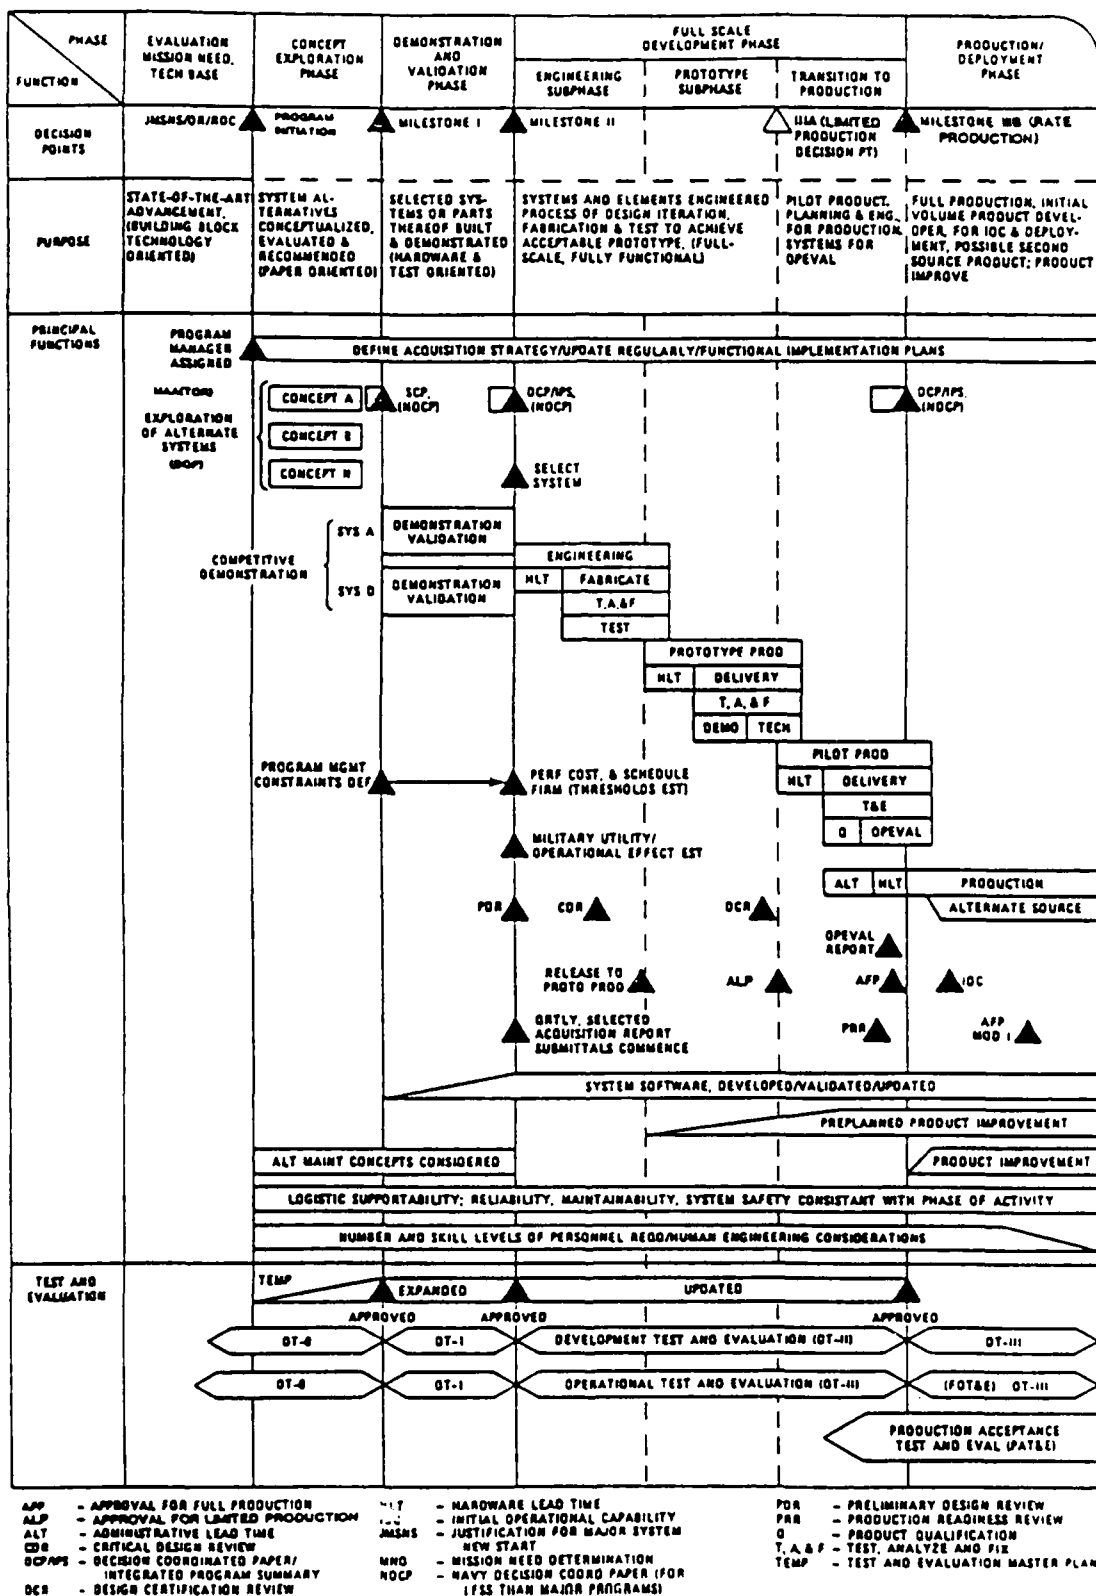 PHASE
FUNCTION
EVALUATION
MISSION NEED,
TECH BASE
CONCEPT
EXPLORATION
PHASE
DEMONSTRATION
AND
VALIDATION
PHASE
FULL SCALE
DEVELOPMENT PHASE
ENGINEERING
SUBPHASE
PROTOTYPE
SUBPHASE
TRANSITION TO
PRODUCTION
PRODUCTION/
DEPLOYMENT
PHASE
DECISION
POINTS
JMSNS/OR/ROC
PROGRAM
INITIATION
MILESTONE I
MILESTONE II
IIIA (LIMITED
PRODUCTION
DECISION PT)
MILESTONE IIIB (RATE
PRODUCTION)
PURPOSE
STATE-OF-THE-ART
ADVANCEMENT,
(BUILDING BLOCK
TECHNOLOGY
ORIENTED)
SYSTEM AL-
TERNATIVES
CONCEPTUALIZED,
EVALUATED &
RECOMMENDED
(PAPER ORIENTED)
SELECTED SYS-
TEMS OR PARTS
THEREOF BUILT
& DEMONSTRATED
(HARDWARE &
TEST ORIENTED)
SYSTEMS AND ELEMENTS ENGINEERED
PROCESS OF DESIGN ITERATION,
FABRICATION & TEST TO ACHIEVE
ACCEPTABLE PROTOTYPE, (FULL-
SCALE, FULLY FUNCTIONAL)
PILOT PRODUCT,
PLANNING & ENG,
FOR PRODUCTION,
SYSTEMS FOR
OPEVAL
FULL PRODUCTION, INITIAL
VOLUME PRODUCT DEVEL-
OPER, FOR IOC & DEPLOY-
MENT, POSSIBLE SECOND
SOURCE PRODUCT; PRODUCT
IMPROVE
PRINCIPAL
FUNCTIONS
PROGRAM
MANAGER
ASSIGNED
DEFINE ACQUISITION STRATEGY/UPDATE REGULARLY/FUNCTIONAL IMPLEMENTATION PLANS
EXPLORATION
OF ALTERNATE
SYSTEMS
CONCEPT A
CONCEPT B
CONCEPT N
SCP,
(NDCP)
DCP/IPS,
(NDCP)
DCP/IPS,
(NDCP)
SELECT
SYSTEM
COMPETITIVE
DEMONSTRATION
SYS A
DEMONSTRATION
VALIDATION
SYS D
DEMONSTRATION
VALIDATION
ENGINEERING
HLT FABRICATE
T,A,&F
TEST
PROTOTYPE PROD
HLT DELIVERY
T, A, & F
DEMO TECH
PILOT PROD
HLT DELIVERY
T&E
Q OPEVAL
PROGRAM MGMT
CONSTRAINTS DEF
PERF COST, & SCHEDULE
FIRM (THRESHOLDS EST)
MILITARY UTILITY/
OPERATIONAL EFFECT EST
ALT HLT PRODUCTION
ALTERNATE SOURCE
PDR
CDR
DCR
OPEVAL
REPORT
RELEASE TO
PROTO PROD
ALP
AFP
IOC
QRTLY, SELECTED
ACQUISITION REPORT
SUBMITTALS COMMENCE
PRR
AFP
MOD I
SYSTEM SOFTWARE, DEVELOPED/VALIDATED/UPDATED
PREPLANNED PRODUCT IMPROVEMENT
ALT MAINT CONCEPTS CONSIDERED
PRODUCT IMPROVEMENT
LOGISTIC SUPPORTABILITY; RELIABILITY, MAINTAINABILITY, SYSTEM SAFETY CONSISTANT WITH PHASE OF ACTIVITY
NUMBER AND SKILL LEVELS OF PERSONNEL REQD/HUMAN ENGINEERING CONSIDERATIONS
TEST AND
EVALUATION
TEMP
EXPANDED
UPDATED
APPROVED
APPROVED
APPROVED
DT-0
DT-I
DEVELOPMENT TEST AND EVALUATION (DT-II)
DT-III
OT-0
OT-I
OPERATIONAL TEST AND EVALUATION (OT-II)
(FOT&E) OT-III
PRODUCTION ACCEPTANCE
TEST AND EVAL (PAT&E)
AFP - APPROVAL FOR FULL PRODUCTION
ALP - APPROVAL FOR LIMITED PRODUCTION
ALT - ADMINISTRATIVE LEAD TIME
CDR - CRITICAL DESIGN REVIEW
DCP/IPS - DECISION COORDINATED PAPER/
INTEGRATED PROGRAM SUMMARY
DCR - DESIGN CERTIFICATION REVIEW
HLT - HARDWARE LEAD TIME
IOC - INITIAL OPERATIONAL CAPABILITY
JMSNS - JUSTIFICATION FOR MAJOR SYSTEM
NEW START
MND - MISSION NEED DETERMINATION
NDCP - NAVY DECISION COORD PAPER (FOR
LESS THAN MAJOR PROGRAMS)
PDR - PRELIMINARY DESIGN REVIEW
PRR - PRODUCTION READINESS REVIEW
Q - PRODUCT QUALIFICATION
T, A, & F - TEST, ANALYZE AND FIX
TEMP - TEST AND EVALUATION MASTER PLAN